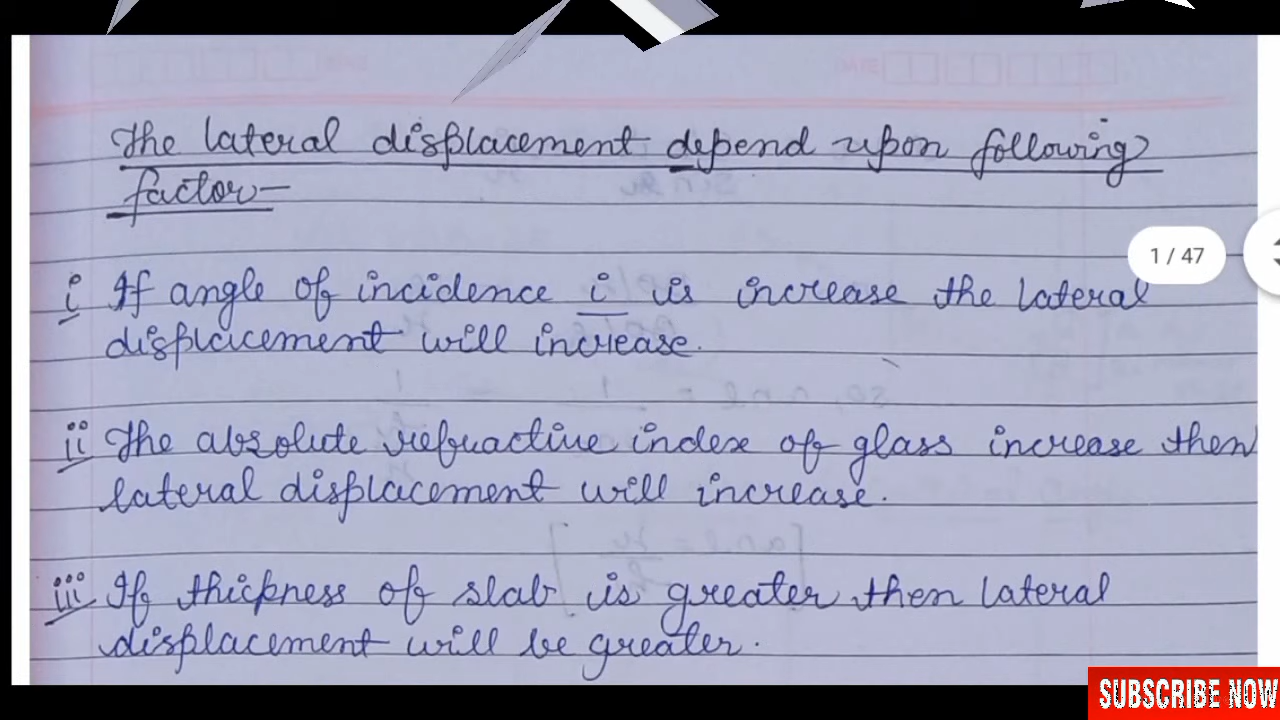 The lateral displacement depend upon following
factor—
i If angle of incidence i is increase the lateral
displacement will increase.
ii The absolute refractive index of glass increase then
lateral displacement will increase.
iii If thickness of slab is greater then lateral
displacement will be greater.
1 / 47
SUBSCRIBE NOW